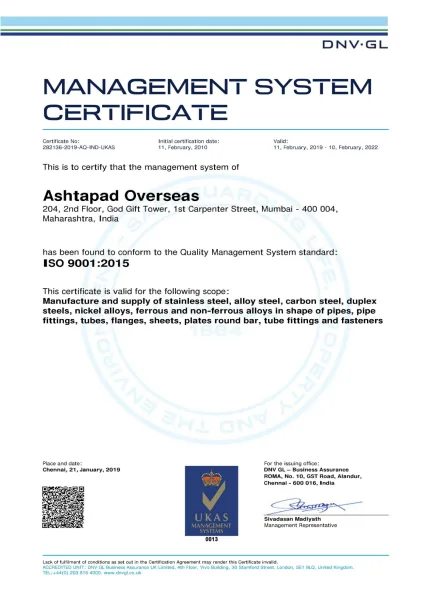 DNV·GL
MANAGEMENT SYSTEM
CERTIFICATE
Certificate No:
282136-2019-AQ-IND-UKAS
Initial certification date:
11, February, 2010
Valid:
11, February, 2019 - 10, February, 2022
This is to certify that the management system of
Ashtapad Overseas
204, 2nd Floor, God Gift Tower, 1st Carpenter Street, Mumbai - 400 004,
Maharashtra, India
has been found to conform to the Quality Management System standard:
ISO 9001:2015
This certificate is valid for the following scope:
Manufacture and supply of stainless steel, alloy steel, carbon steel, duplex
steels, nickel alloys, ferrous and non-ferrous alloys in shape of pipes, pipe
fittings, tubes, flanges, sheets, plates round bar, tube fittings and fasteners
Place and date:
Chennai, 21, January, 2019
For the issuing office:
DNV GL – Business Assurance
ROMA, No. 10, GST Road, Alandur,
Chennai - 600 016, India
UKAS
MANAGEMENT
SYSTEMS
0013
Sivadasan Madiyath
Management Representative
Lack of fulfilment of conditions as set out in the Certification Agreement may render this Certificate invalid.
ACCREDITED UNIT: DNV GL Business Assurance UK Limited, 4th Floor, Vivo Building, 30 Stamford Street, London, SE1 9LQ, United Kingdom.
TEL:+44(0) 203 816 4000. www.dnvgl.co.uk